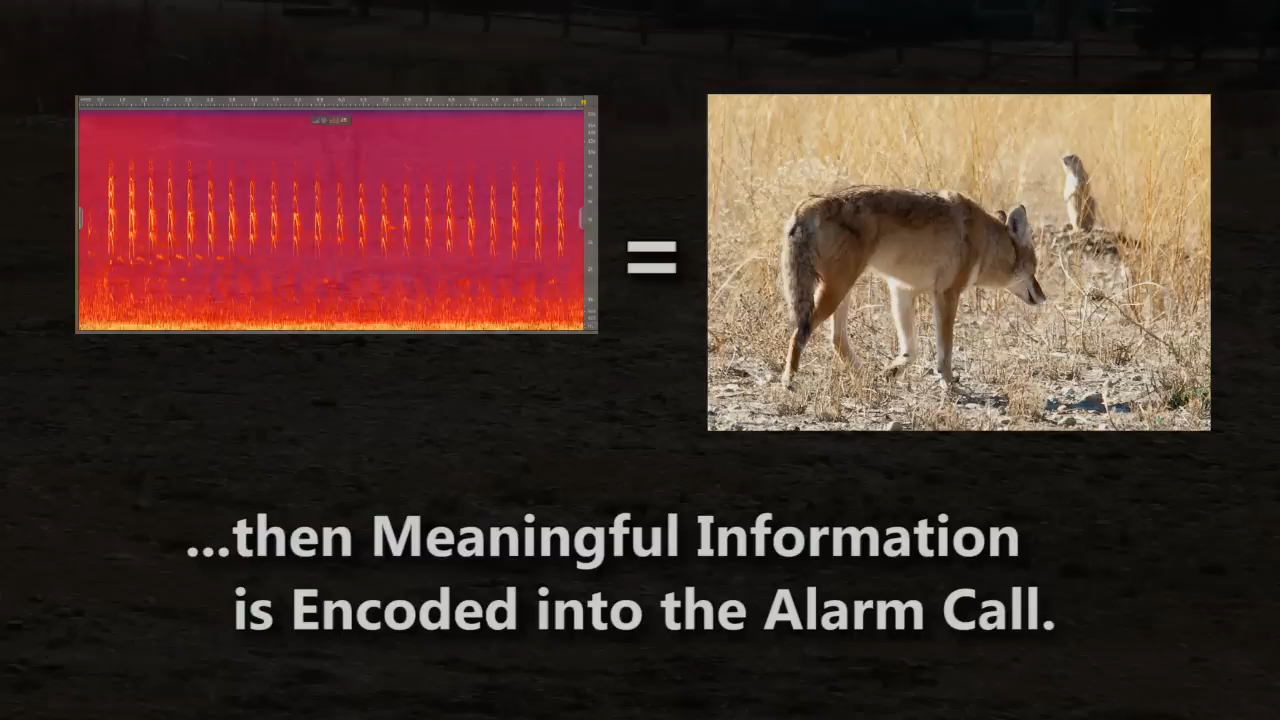 =
...then Meaningful Information
is Encoded into the Alarm Call.